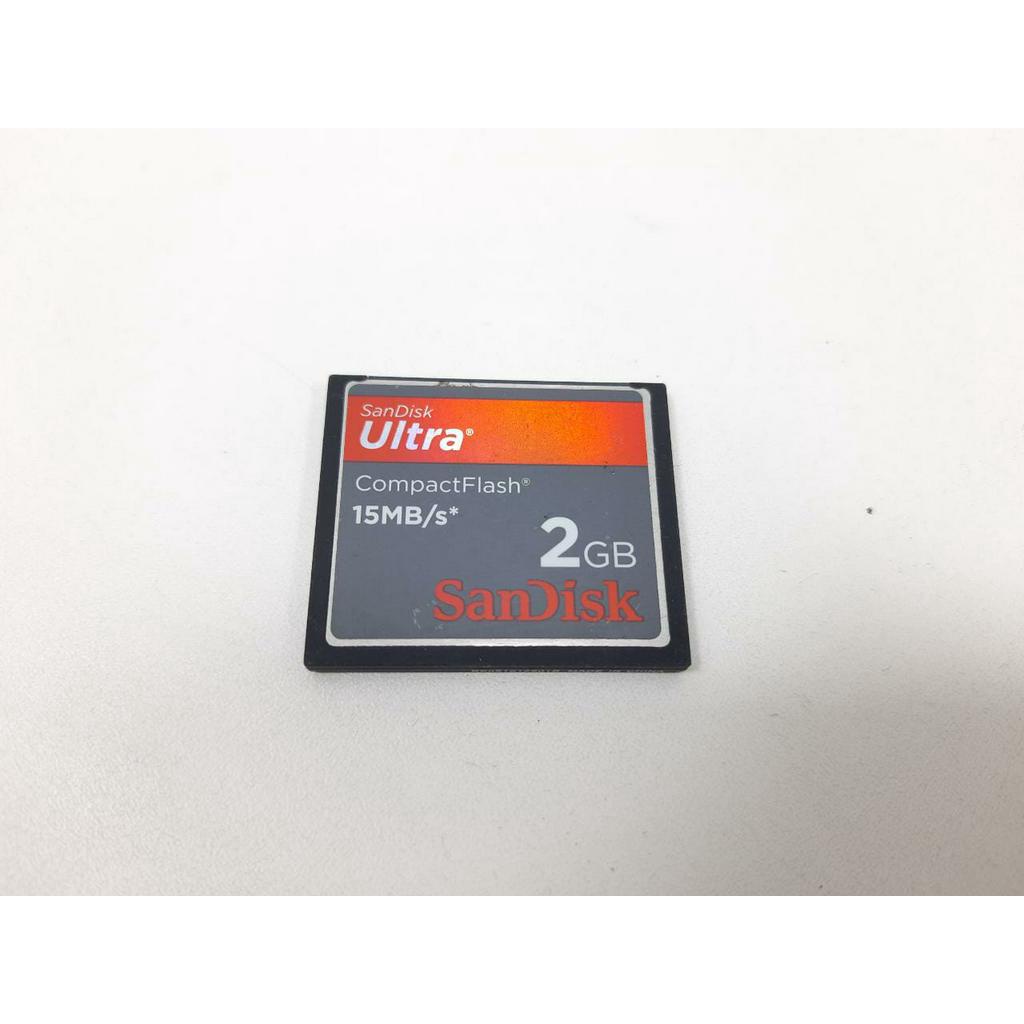 SanDisk
Ultra®
CompactFlash®
15MB/s*
2GB
SanDisk